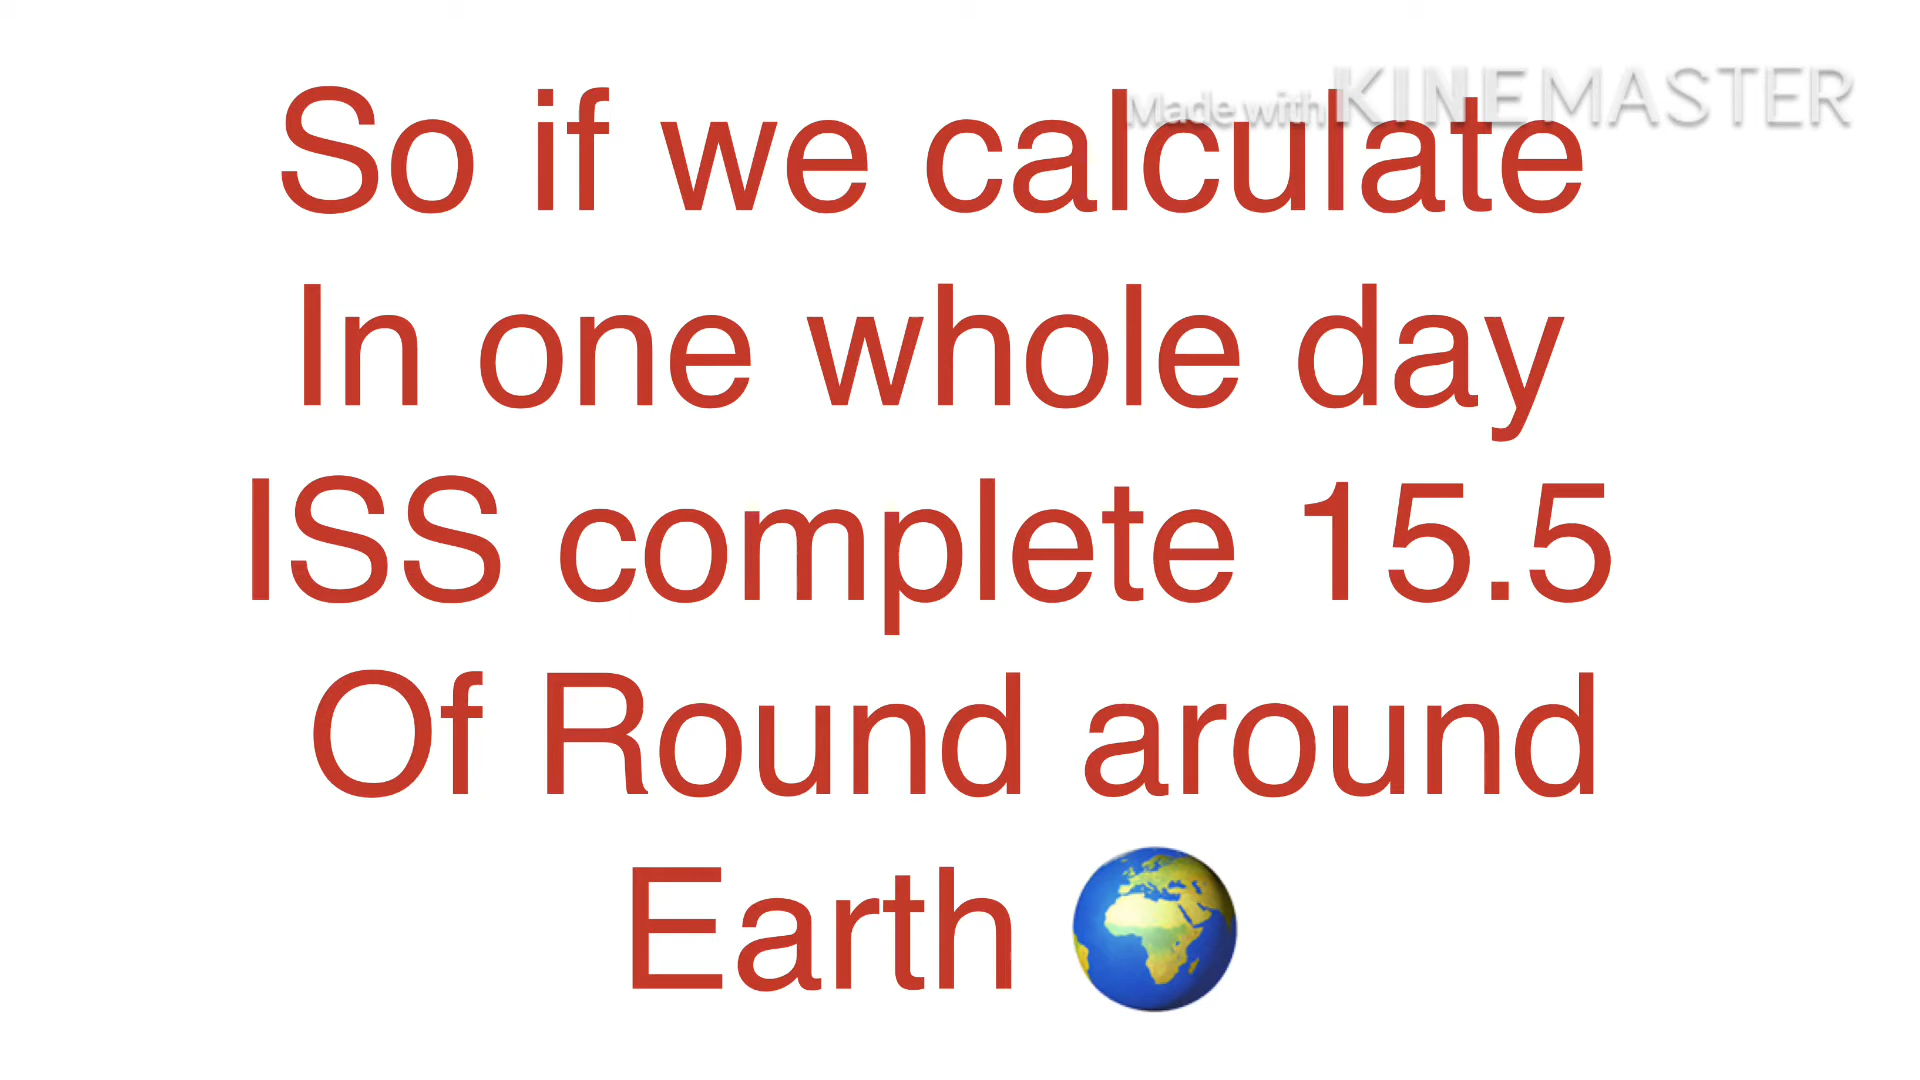 Made with KINEMASTER
So if we calculate
In one whole day
ISS complete 15.5
Of Round around
Earth 🌍